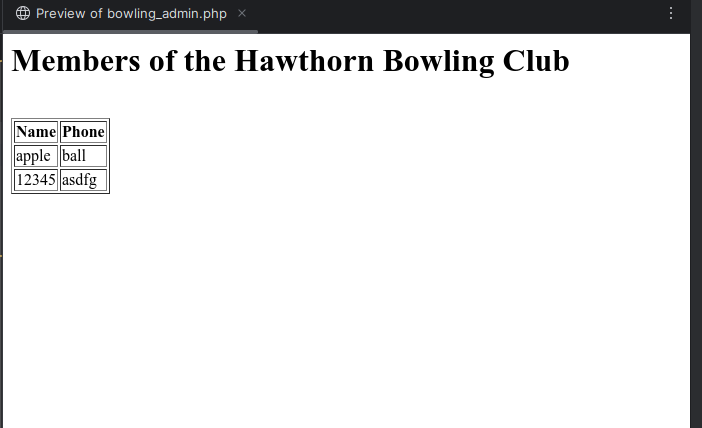 Preview of bowling_admin.php
Members of the Hawthorn Bowling Club
Name Phone
apple ball
12345 asdfg